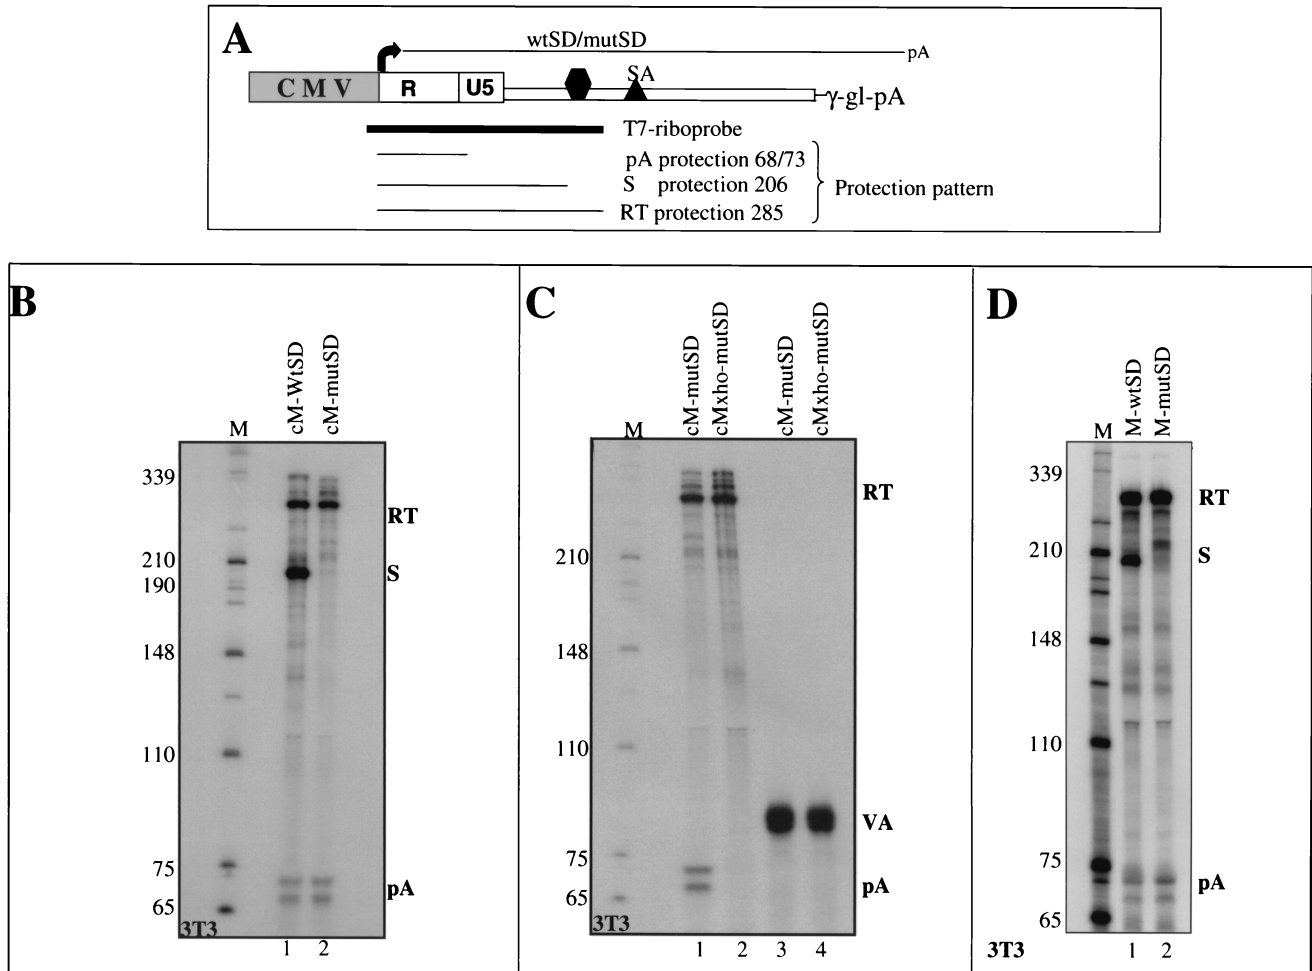 A
wtSD/mutSD
pA
CMV
R
U5
SA
γ-gl-pA
T7-riboprobe
pA protection 68/73
S protection 206
RT protection 285
Protection pattern
B
M
cM-WtSD
cM-mutSD
339
210
190
148
110
75
65
RT
S
pA
3T3
1 2
C
M
cM-mutSD
cMxho-mutSD
cM-mutSD
cMxho-mutSD
210
148
110
75
65
RT
VA
pA
3T3
1 2 3 4
D
M
M-wtSD
M-mutSD
339
210
148
110
75
65
RT
S
pA
3T3
1 2